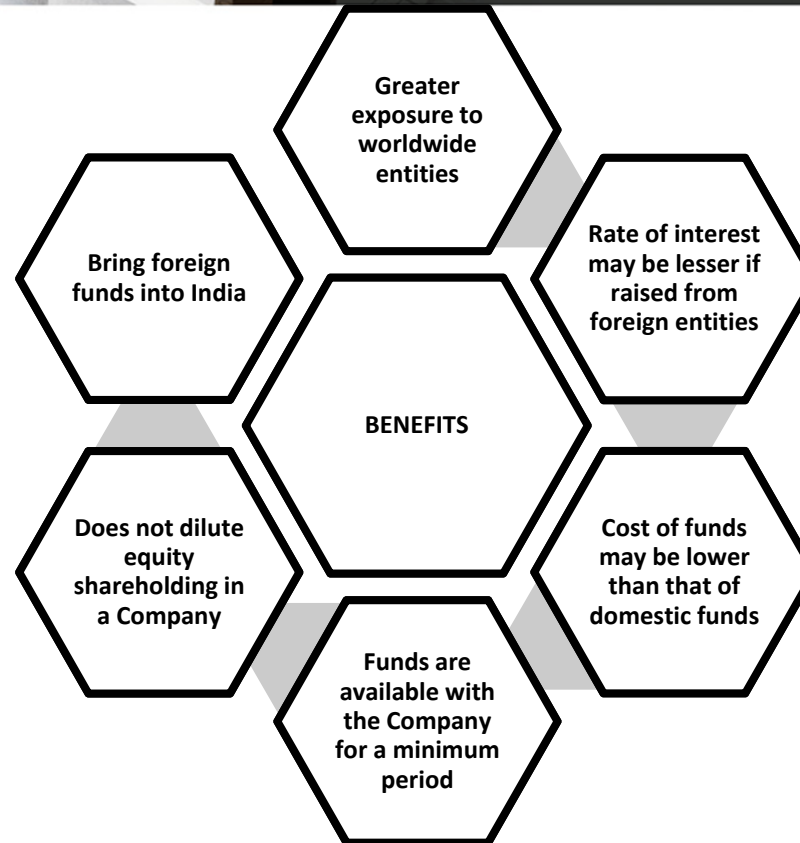 Greater
exposure to
worldwide
entities
Rate of interest
may be lesser if
raised from
foreign entities
Cost of funds
may be lower
than that of
domestic funds
Funds are
available with
the Company
for a minimum
period
Does not dilute
equity
shareholding in
a Company
Bring foreign
funds into India
BENEFITS